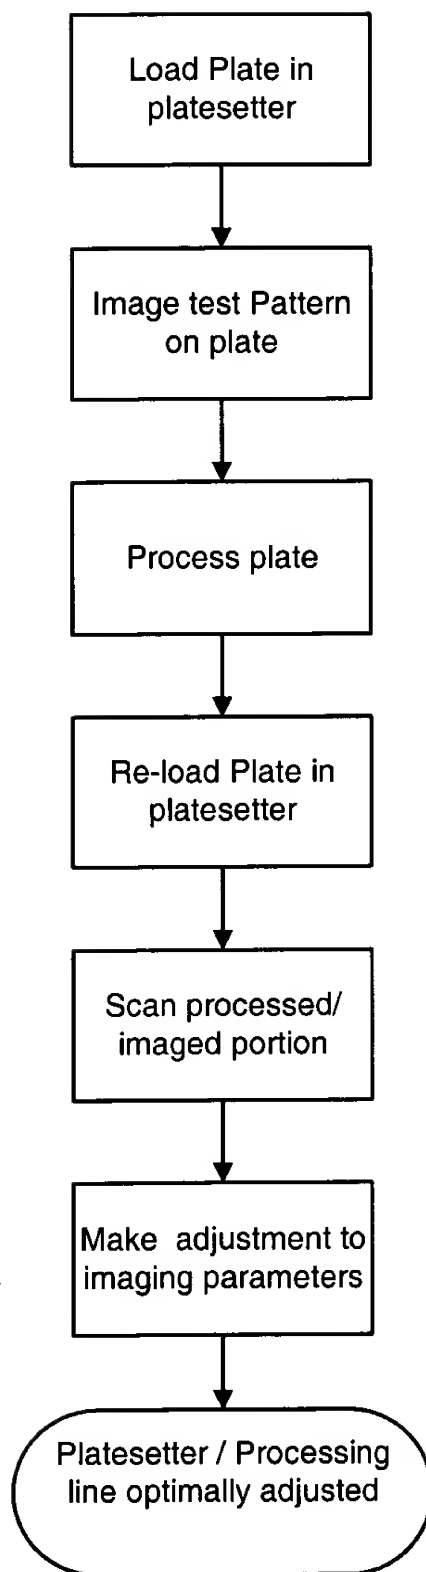 Load Plate in
platesetter
Image test Pattern
on plate
Process plate
Re-load Plate in
platesetter
Scan processed/
imaged portion
Make adjustment to
imaging parameters
Platesetter / Processing
line optimally adjusted